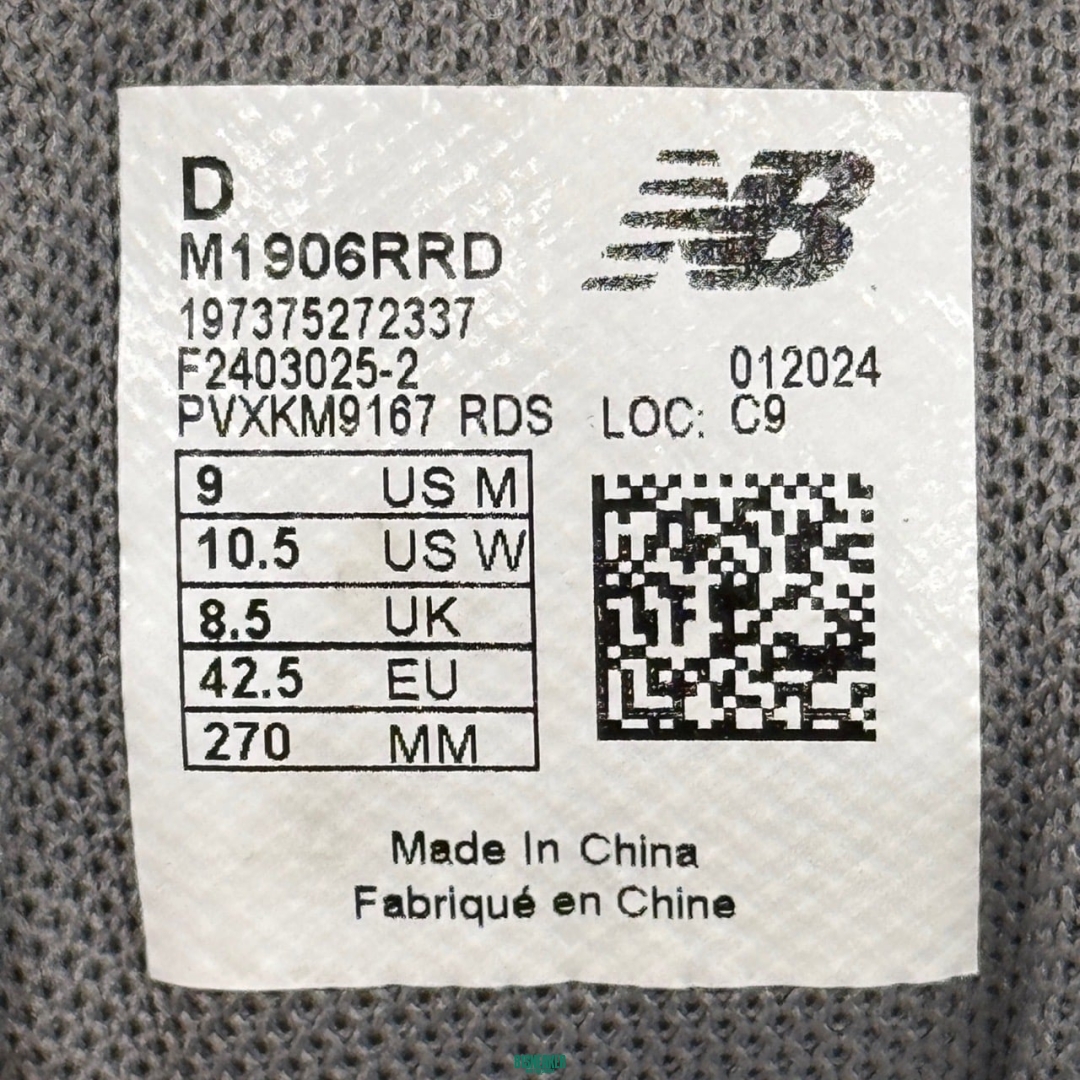 D
NB
M1906RRD
197375272337
F2403025-2 012024
PVXKM9167 RDS LOC: C9
9 US M
10.5 US W
8.5 UK
42.5 EU
270 MM
Made In China
Fabriqué en Chine